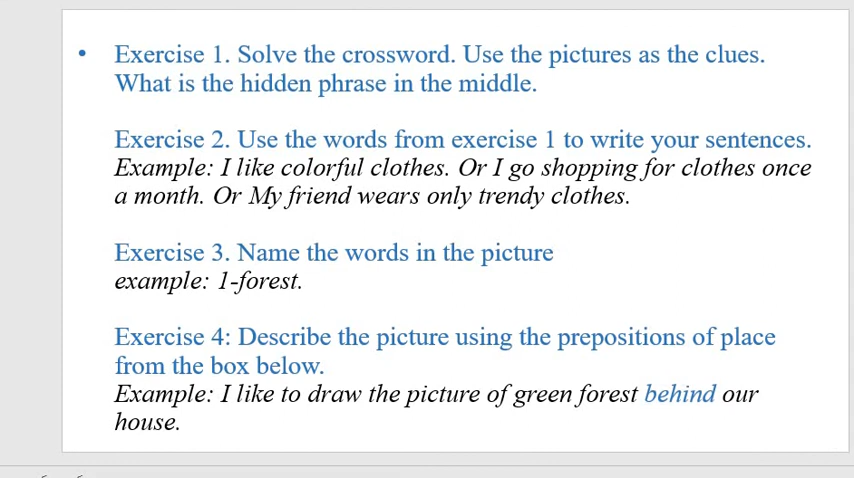 • Exercise 1. Solve the crossword. Use the pictures as the clues.
What is the hidden phrase in the middle.
Exercise 2. Use the words from exercise 1 to write your sentences.
Example: I like colorful clothes. Or I go shopping for clothes once
a month. Or My friend wears only trendy clothes.
Exercise 3. Name the words in the picture
example: 1-forest.
Exercise 4: Describe the picture using the prepositions of place
from the box below.
Example: I like to draw the picture of green forest behind our
house.